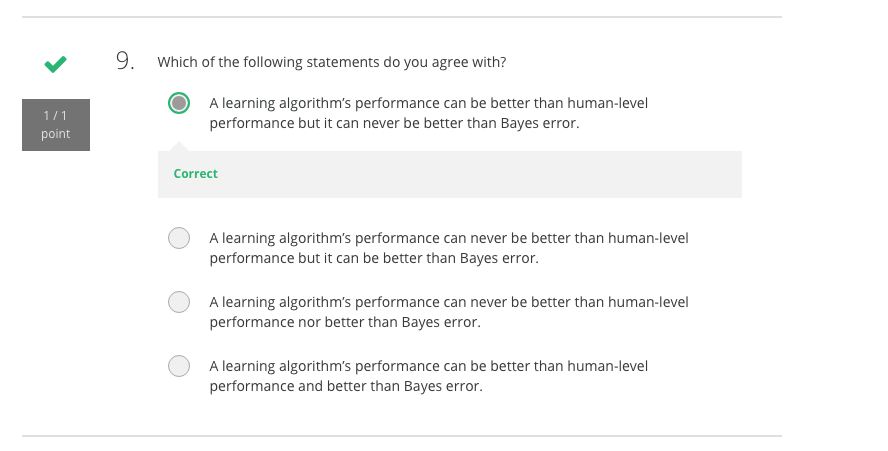 9. Which of the following statements do you agree with?
1 / 1
point
A learning algorithm’s performance can be better than human-level
performance but it can never be better than Bayes error.
Correct
A learning algorithm’s performance can never be better than human-level
performance but it can be better than Bayes error.
A learning algorithm’s performance can never be better than human-level
performance nor better than Bayes error.
A learning algorithm’s performance can be better than human-level
performance and better than Bayes error.